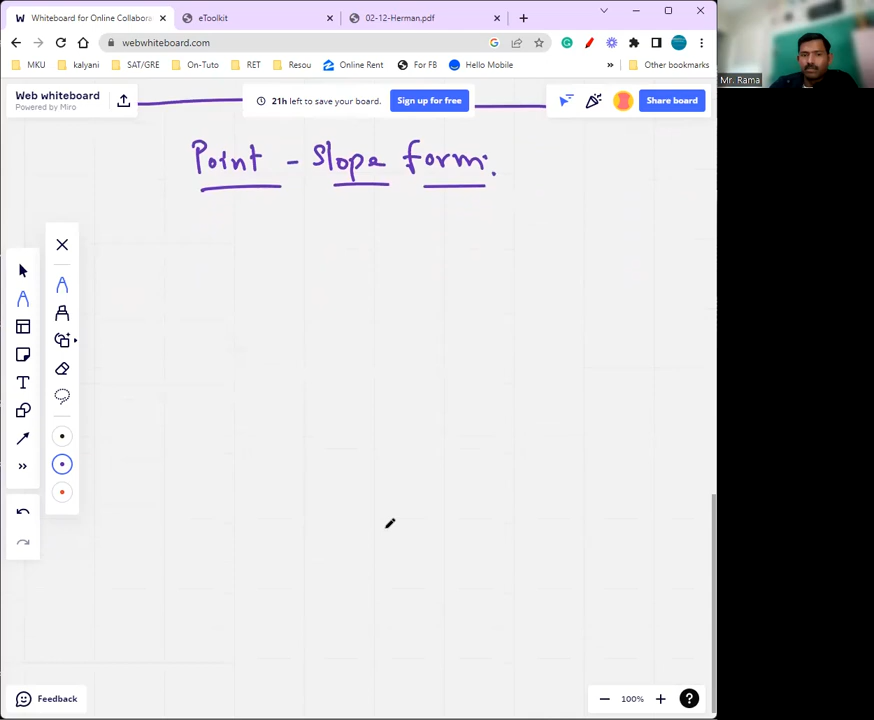 Whiteboard for Online Collabora
eToolkit
02-12-Herman.pdf
webwhiteboard.com
MKU
kalyani
SAT/GRE
On-Tuto
RET
Resou
Online Rent
For FB
Hello Mobile
»
Other bookmarks
Web whiteboard
Powered by Miro
21h left to save your board.
Sign up for free
Share board
Mr. Rama
Point - Slope form.
Feedback
100%